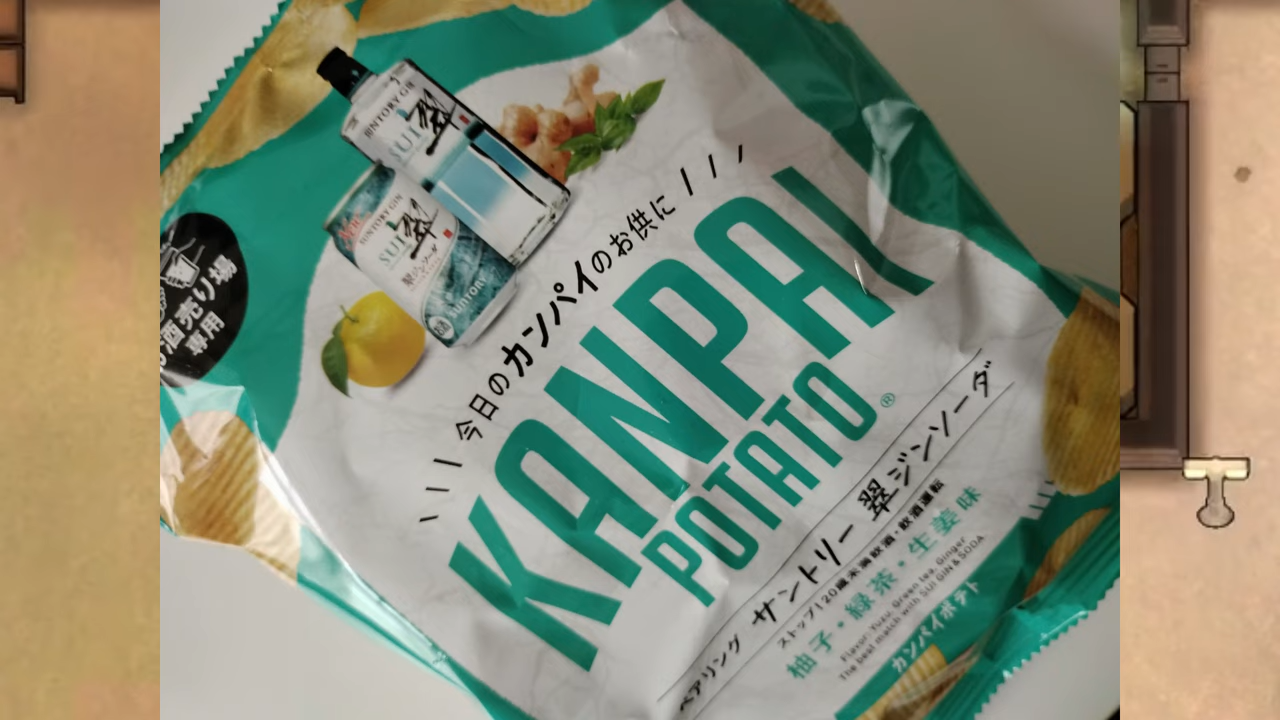 SUNTORY GIN
SUI
翠
SUNTORY GIN
SUI
翠
翠ジンソーダ
SUNTORY
お酒
お酒売り場
専用
今日のカンパイのお供に
KANPAI
POTATO®
ペアリング サントリー 翠ジンソーダ
ストップ!20歳未満飲酒・飲酒運転
柚子・緑茶・生姜味
Flavor: Yuzu, Green tea, Ginger
The best match with SUI GIN & SODA
カンパイポテト